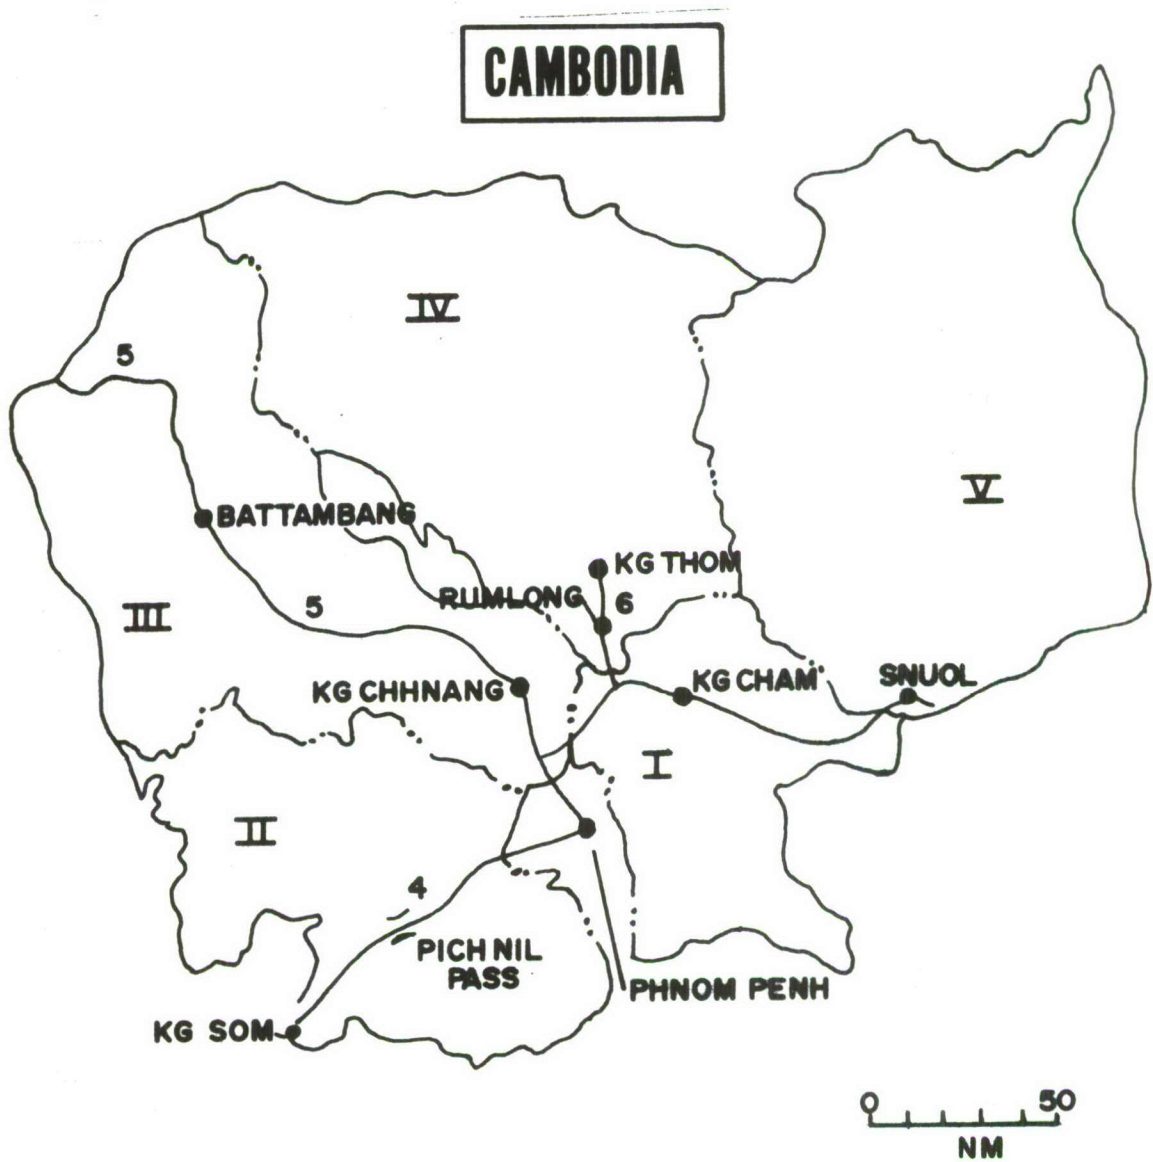 CAMBODIA
IV
5
V
BATTAMBANG
KG THOM
RUMLONG
6
5
III
KG CHHNANG
KG CHAM
SNUOL
I
II
4
PICH NIL
PASS
PHNOM PENH
KG SOM
0 50
NM